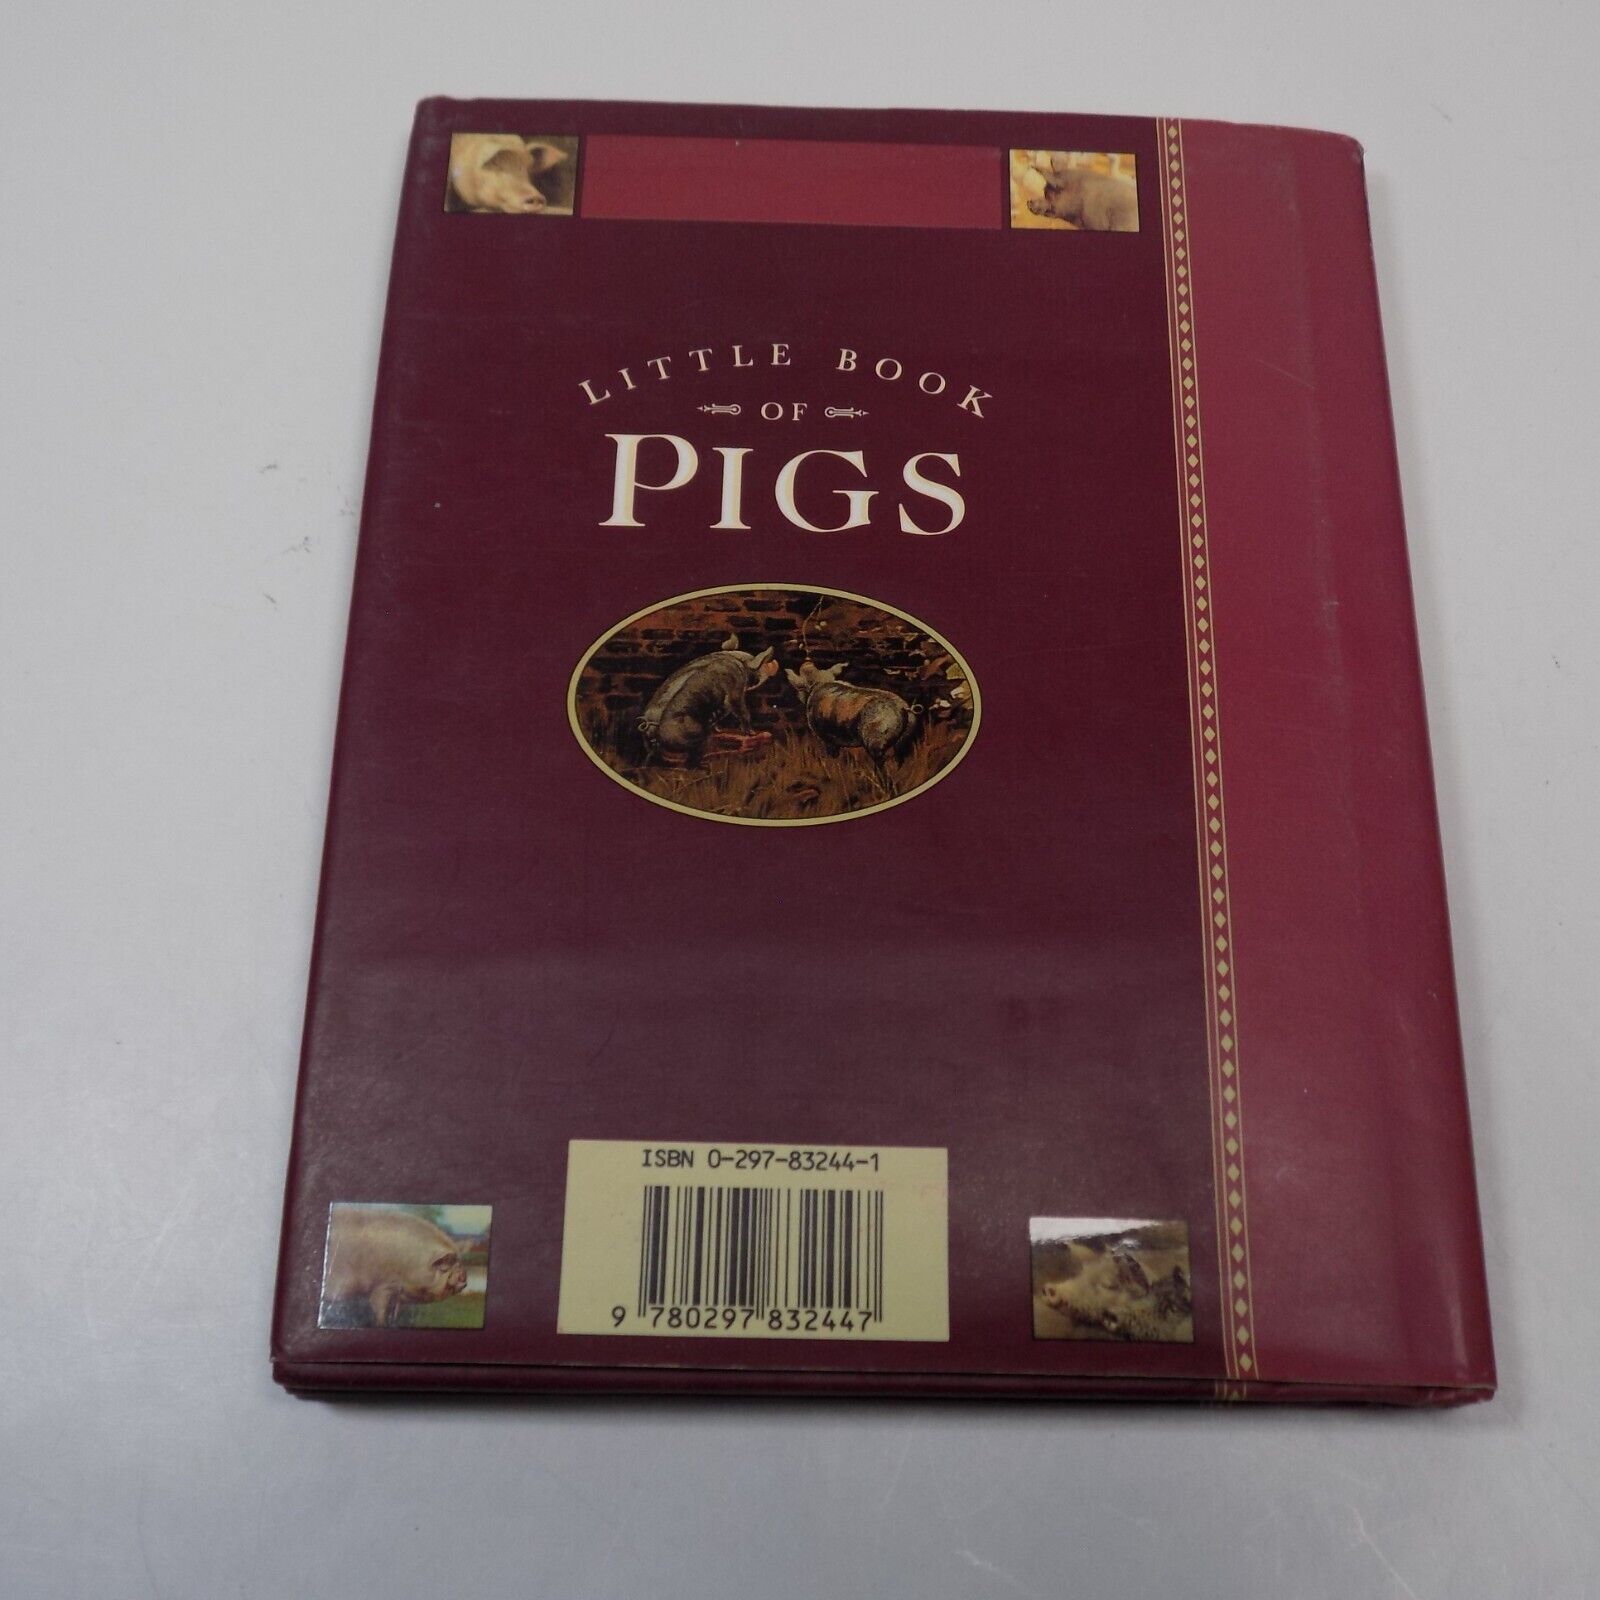 LITTLE BOOK
OF
PIGS
ISBN 0-297-83244-1
9 780297 832447